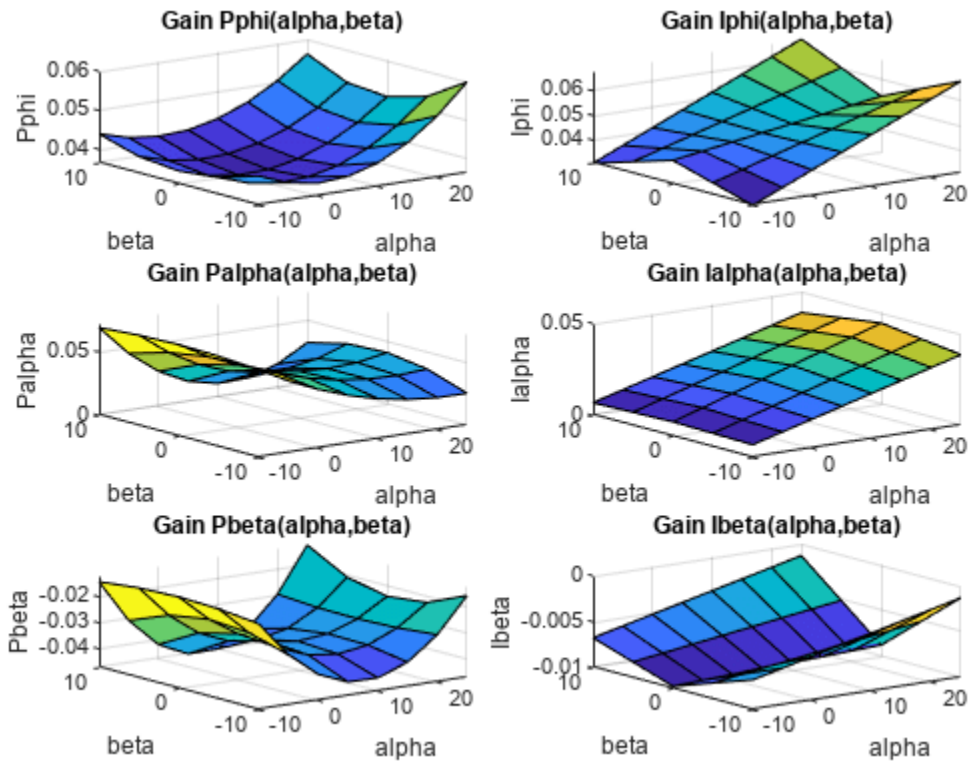 Gain Pphi(alpha,beta)
0.06
0.05
0.04
Pphi
10
0
-10
beta
-10
0
10
20
alpha
Gain Iphi(alpha,beta)
0.06
0.05
0.04
Iphi
10
0
-10
beta
-10
0
10
20
alpha
Gain Palpha(alpha,beta)
0.05
0
Palpha
10
0
-10
beta
-10
0
10
20
alpha
Gain Ialpha(alpha,beta)
0.05
0
Ialpha
10
0
-10
beta
-10
0
10
20
alpha
Gain Pbeta(alpha,beta)
-0.02
-0.03
-0.04
Pbeta
10
0
-10
beta
-10
0
10
20
alpha
Gain Ibeta(alpha,beta)
0
-0.005
-0.01
Ibeta
10
0
-10
beta
-10
0
10
20
alpha